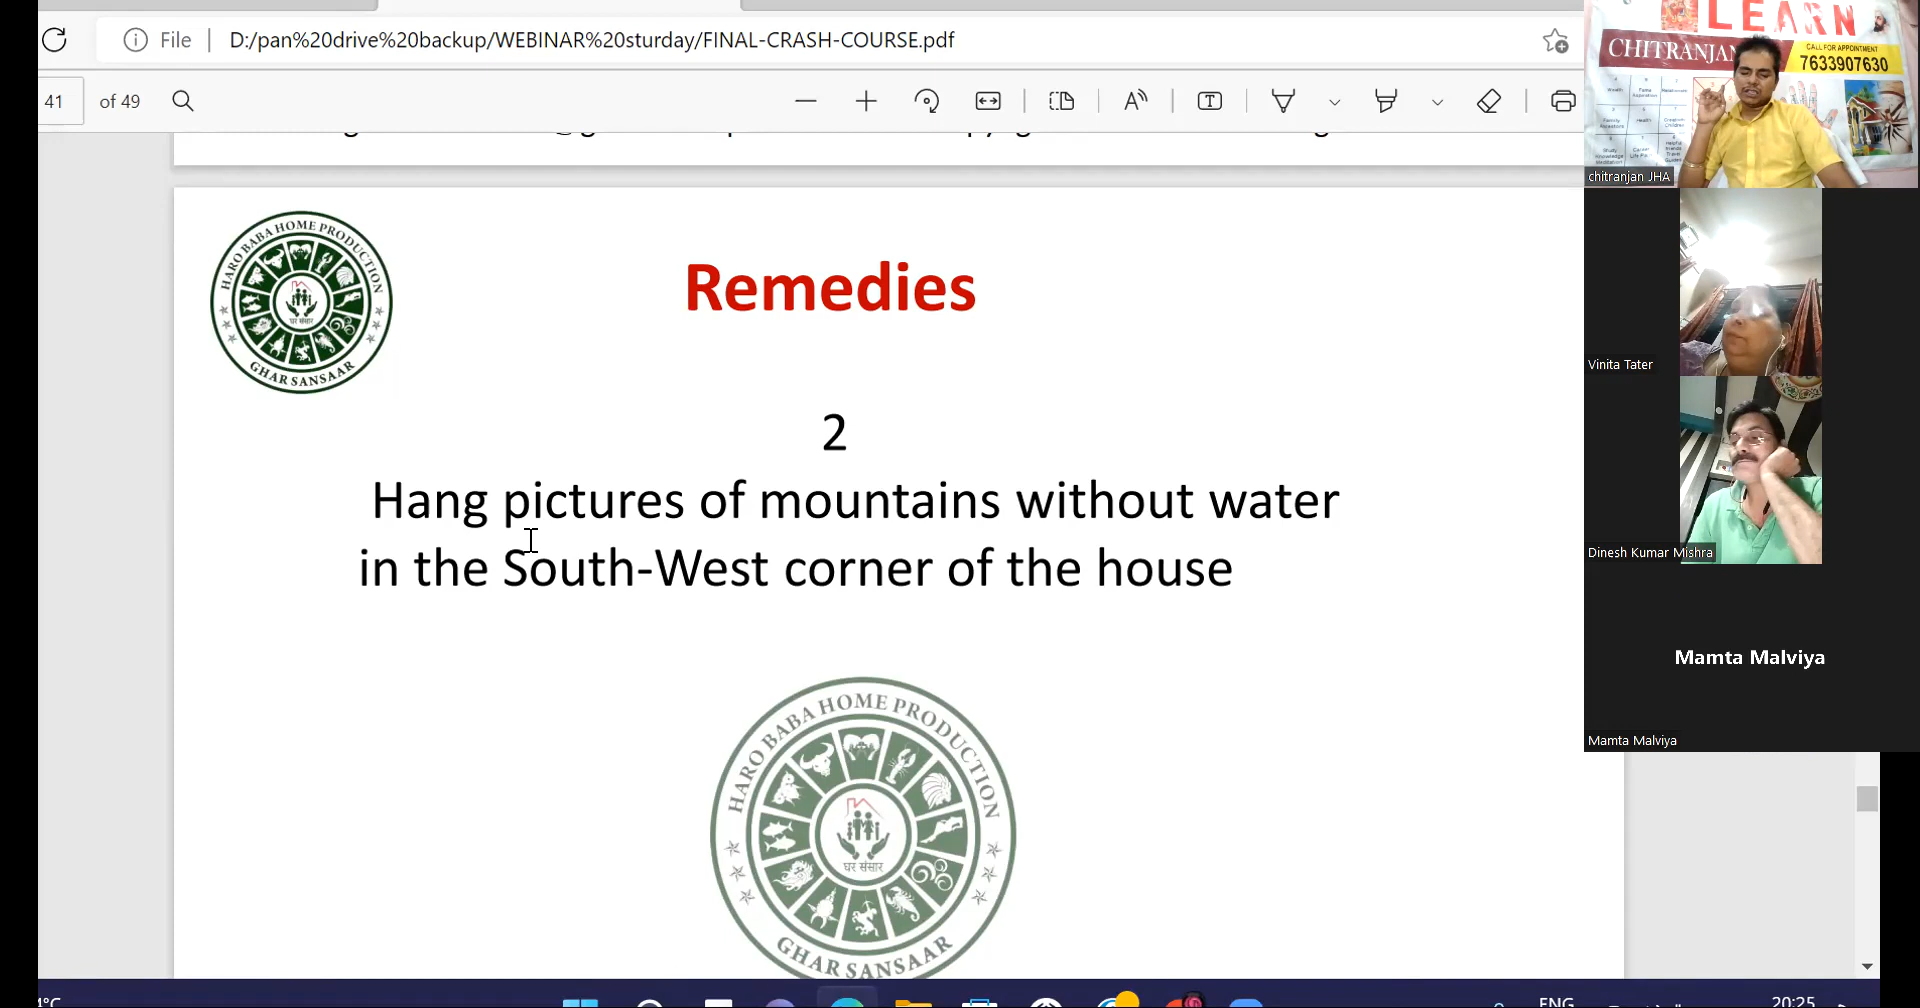 File
D:/pan%20drive%20backup/WEBINAR%20sturday/FINAL-CRASH-COURSE.pdf
41 of 49
HARO BABA HOME PRODUCTION
घर संसार
GHAR SANSAAR
Remedies
2
Hang pictures of mountains without water
in the South-West corner of the house
HARO BABA HOME PRODUCTION
घर संसार
GHAR SANSAAR
LEARN
CHITRANJAN
CALL FOR APPOINTMENT
7633907630
chitranjan JHA
Vinita Tater
Dinesh Kumar Mishra
Mamta Malviya
Mamta Malviya
ENG
20:25